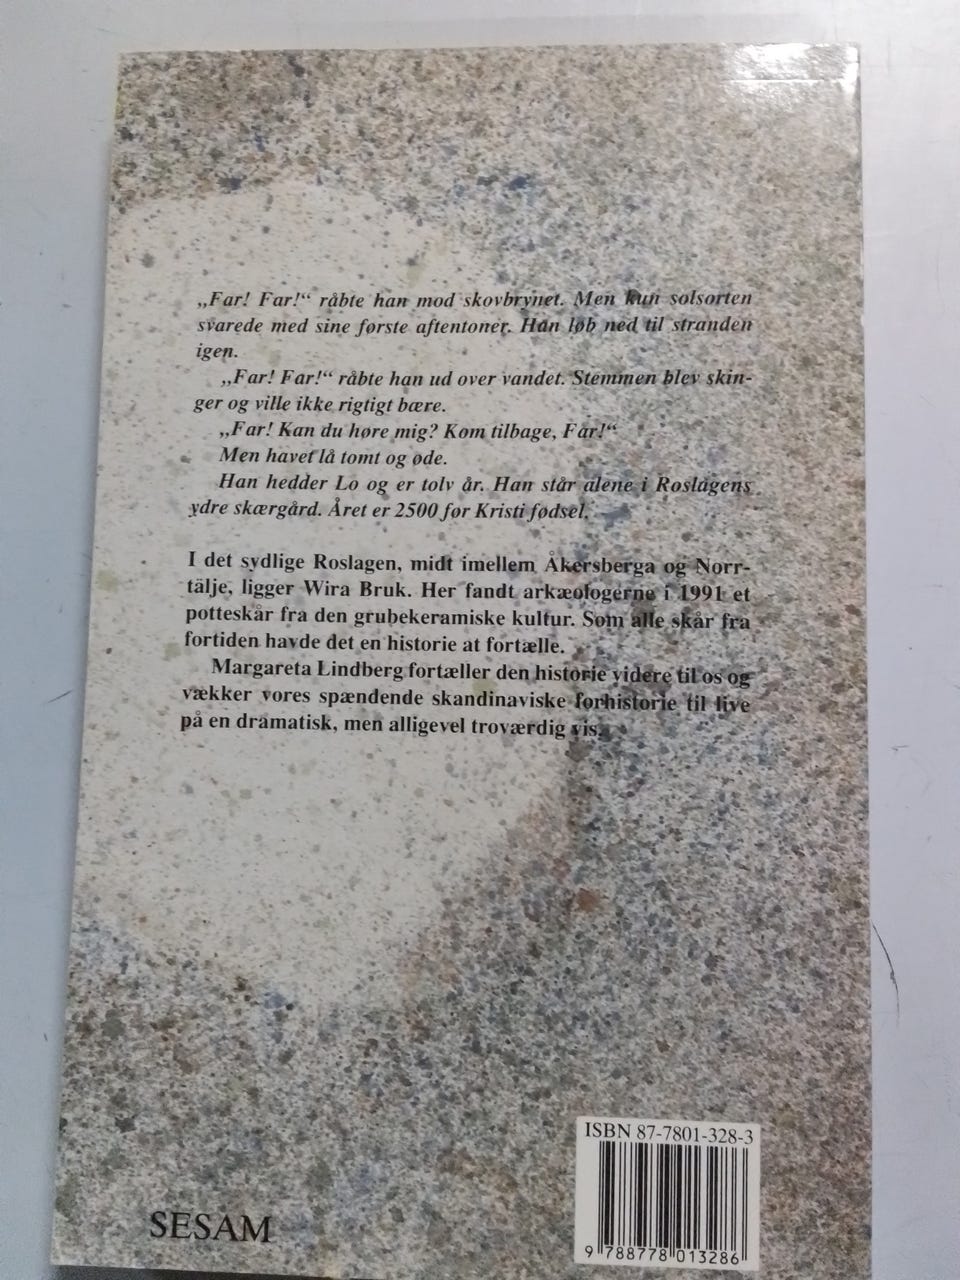 „Far! Far!“ råbte han mod skovbrynet. Men kun solsorten
svarede med sine første aftentoner. Han løb ned til stranden
igen.
„Far! Far!“ råbte han ud over vandet. Stemmen blev skin-
ger og ville ikke rigtigt bære.
„Far! Kan du høre mig? Kom tilbage, Far!“
Men havet lå tomt og øde.
Han hedder Lo og er tolv år. Han står alene i Roslagens
ydre skærgård. Året er 2500 før Kristi fødsel.
I det sydlige Roslagen, midt imellem Åkersberga og Norr-
tälje, ligger Wira Bruk. Her fandt arkæologerne i 1991 et
potteskår fra den grubekeramiske kultur. Som alle skår fra
fortiden havde det en historie at fortælle.
Margareta Lindberg fortæller den historie videre til os og
vækker vores spændende skandinaviske forhistorie til live
på en dramatisk, men alligevel troværdig vis.
ISBN 87-7801-328-3
9 788778 013286
SESAM